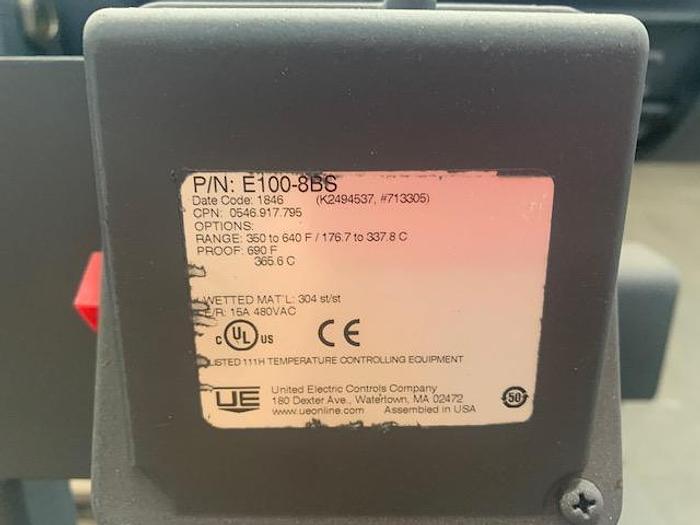 P/N: E100-8BS
Date Code: 1846 (K2494537, #713305)
CPN: 0546.917.795
OPTIONS:
RANGE: 350 to 640 F / 176.7 to 337.8 C
PROOF: 690 F
365.6 C
WETTED MAT'L: 304 st/st
E/R: 15A 480VAC
C UL US CE
LISTED 111H TEMPERATURE CONTROLLING EQUIPMENT
UE United Electric Controls Company
180 Dexter Ave., Watertown, MA 02472
www.ueonline.com Assembled in USA
50